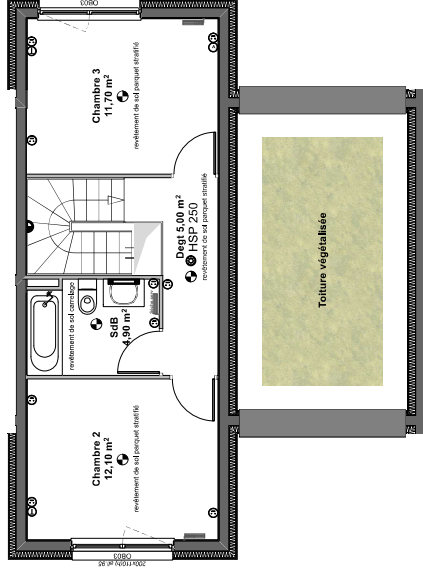 OB03
Chambre 3
11,70 m²
revêtement de sol parquet stratifié
Degt 5,00 m²
HSP 250
revêtement de sol parquet stratifié
Toiture végétalisée
revêtement de sol carrelage
SdB
4,90 m²
Chambre 2
12,10 m²
revêtement de sol parquet stratifié
OB03